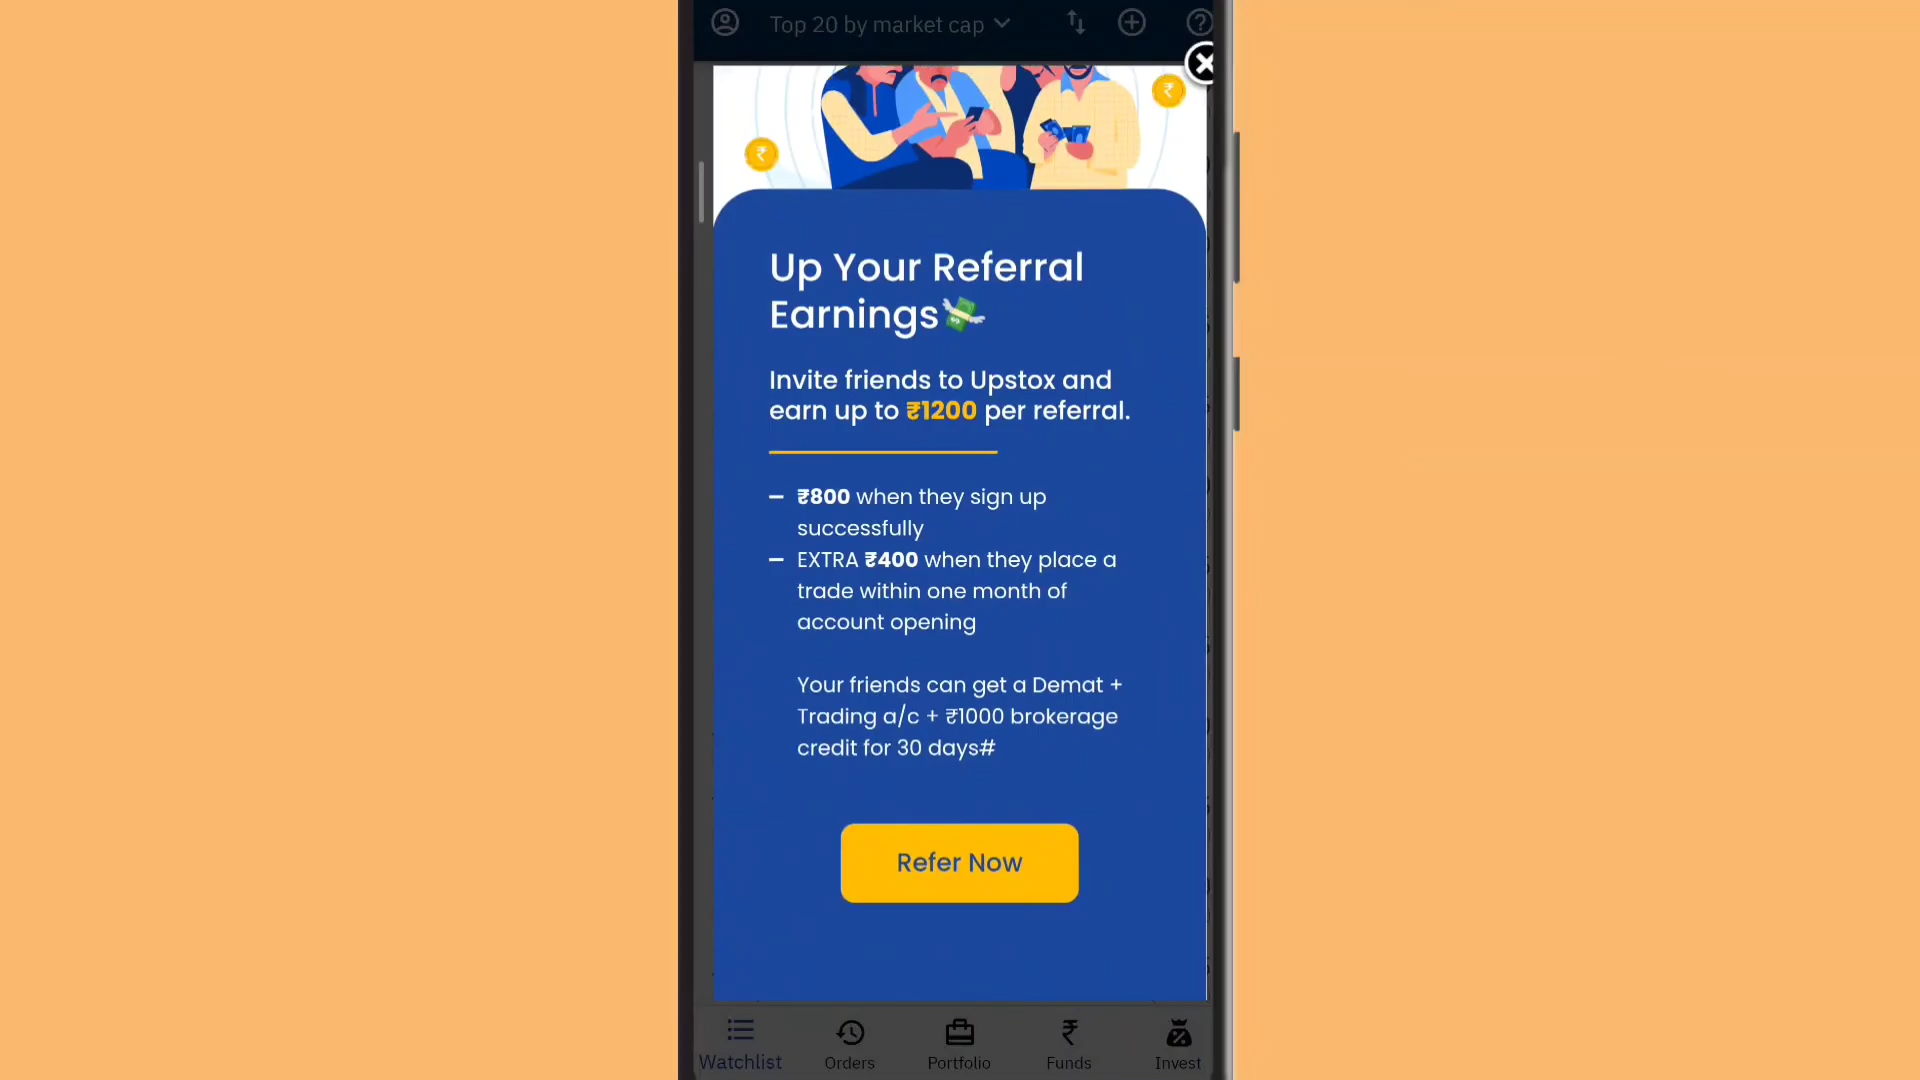 Top 20 by market cap
Up Your Referral
Earnings💸
Invite friends to Upstox and
earn up to ₹1200 per referral.
– ₹800 when they sign up
successfully
– EXTRA ₹400 when they place a
trade within one month of
account opening
Your friends can get a Demat +
Trading a/c + ₹1000 brokerage
credit for 30 days#
Refer Now
Watchlist
Orders
Portfolio
Funds
Invest